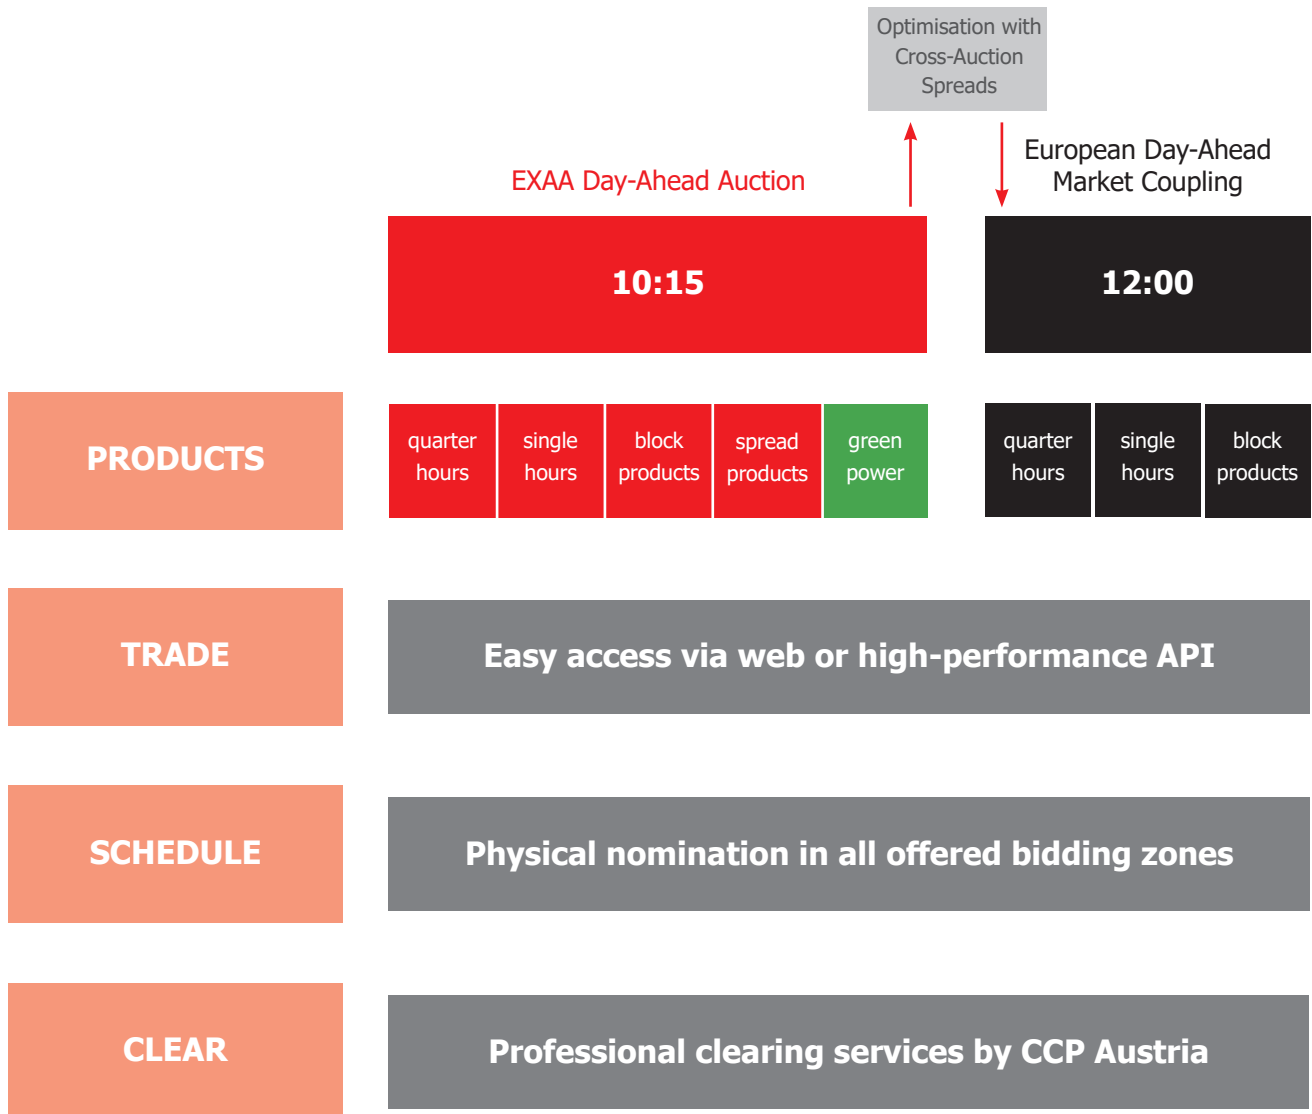 Optimisation with
Cross-Auction
Spreads
EXAA Day-Ahead Auction
European Day-Ahead
Market Coupling
10:15
12:00
PRODUCTS
quarter
hours
single
hours
block
products
spread
products
green
power
quarter
hours
single
hours
block
products
TRADE
Easy access via web or high-performance API
SCHEDULE
Physical nomination in all offered bidding zones
CLEAR
Professional clearing services by CCP Austria